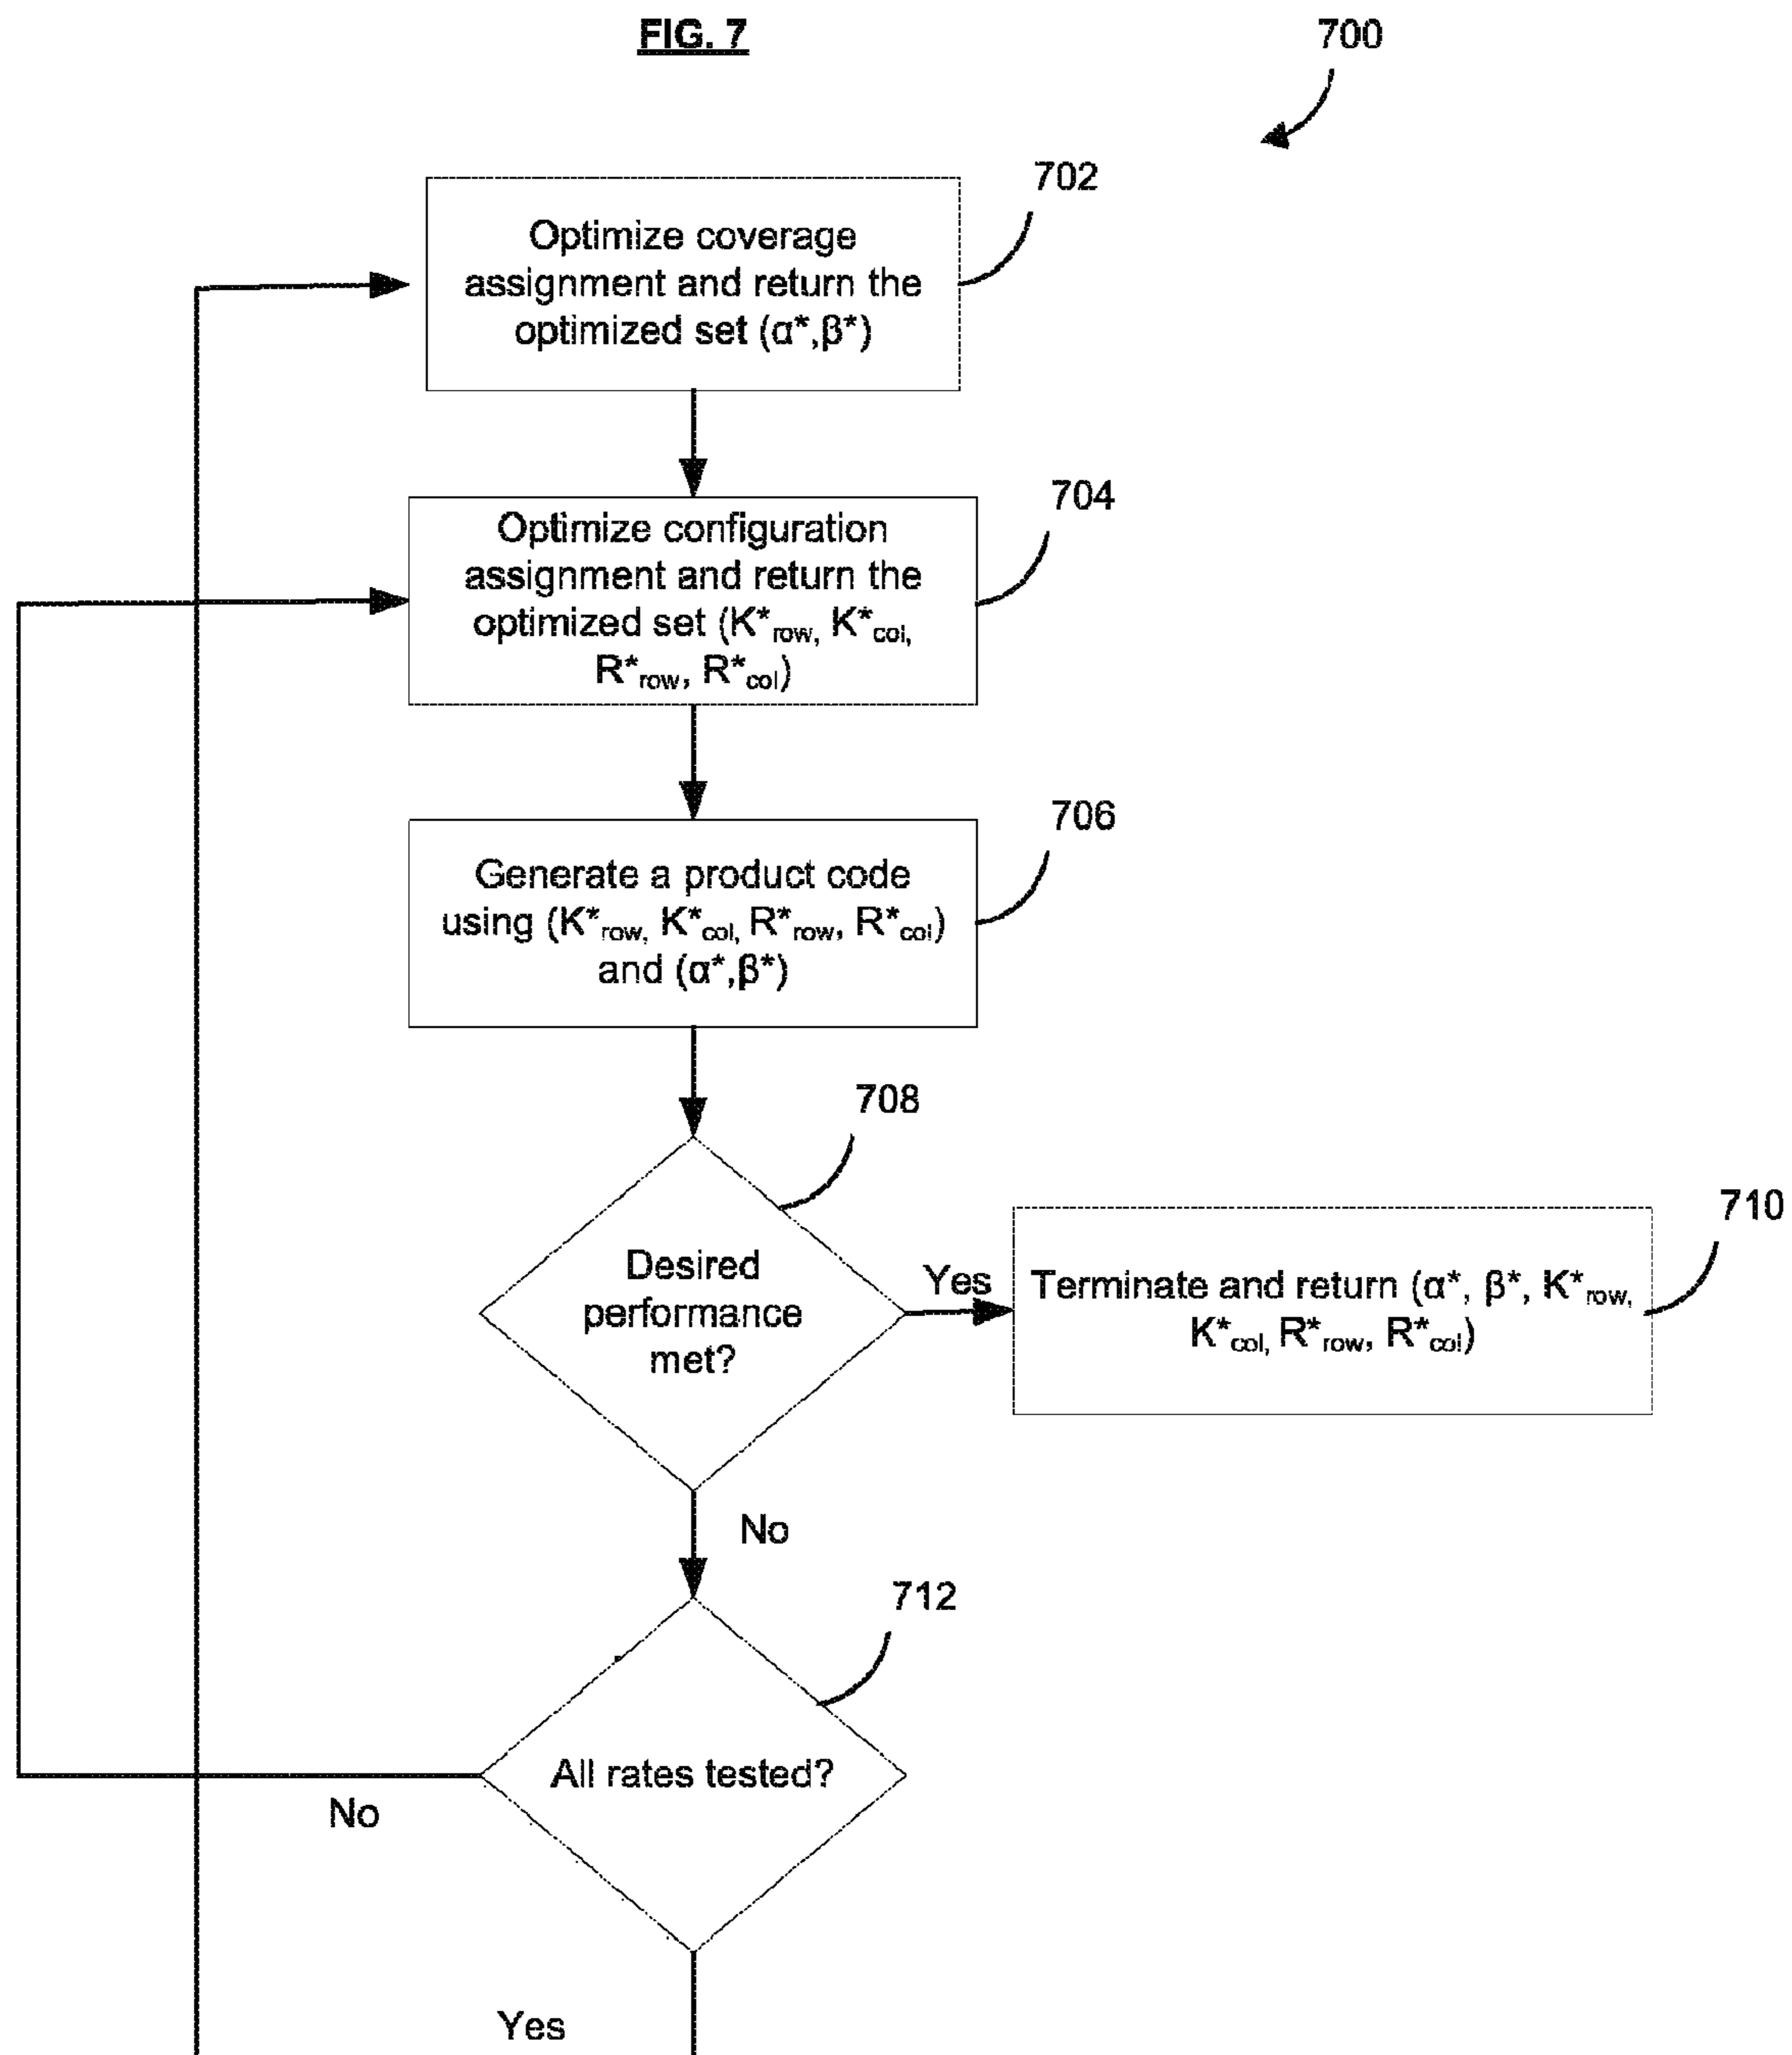 FIG. 7
700
702
Optimize coverage
assignment and return the
optimized set (α*,β*)
704
Optimize configuration
assignment and return the
optimized set (K*row, K*col,
R*row, R*col)
706
Generate a product code
using (K*row, K*col, R*row, R*col)
and (α*,β*)
708
Desired
performance
met?
Yes
710
Terminate and return (α*, β*, K*row,
K*col, R*row, R*col)
No
712
All rates tested?
No
Yes